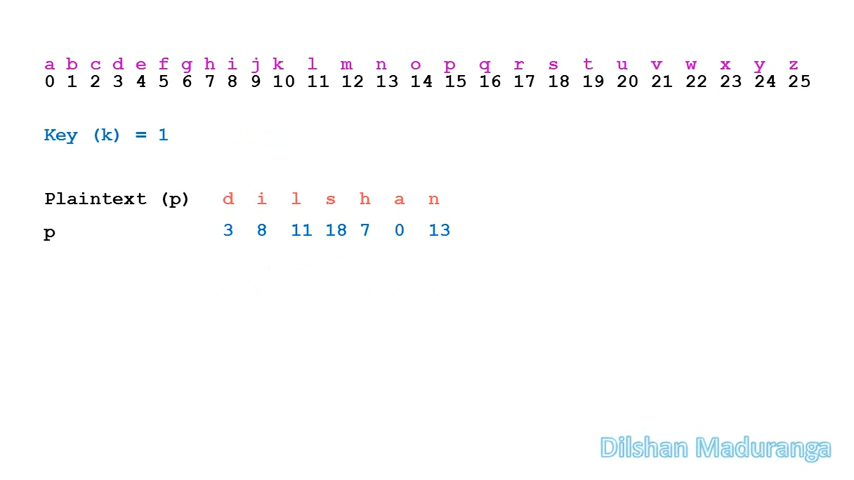 a b c d e f g h i j k l m n o p q r s t u v w x y z
0 1 2 3 4 5 6 7 8 9 10 11 12 13 14 15 16 17 18 19 20 21 22 23 24 25
Key (k) = 1
Plaintext (p) d i l s h a n
p 3 8 11 18 7 0 13
Dilshan Maduranga